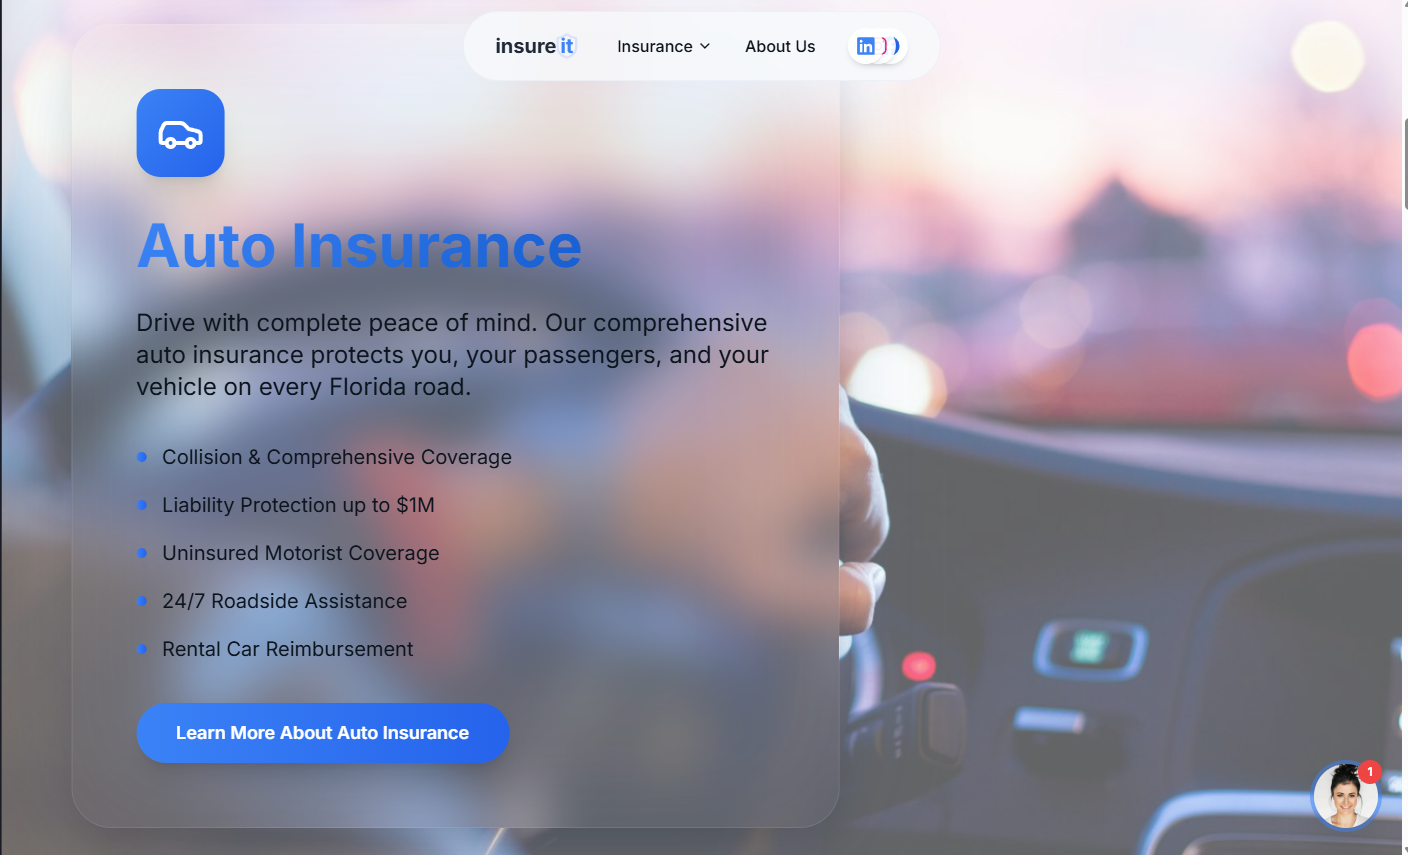 insureit
Insurance
About Us
in
Auto Insurance
Drive with complete peace of mind. Our comprehensive
auto insurance protects you, your passengers, and your
vehicle on every Florida road.
Collision & Comprehensive Coverage
Liability Protection up to $1M
Uninsured Motorist Coverage
24/7 Roadside Assistance
Rental Car Reimbursement
Learn More About Auto Insurance
1